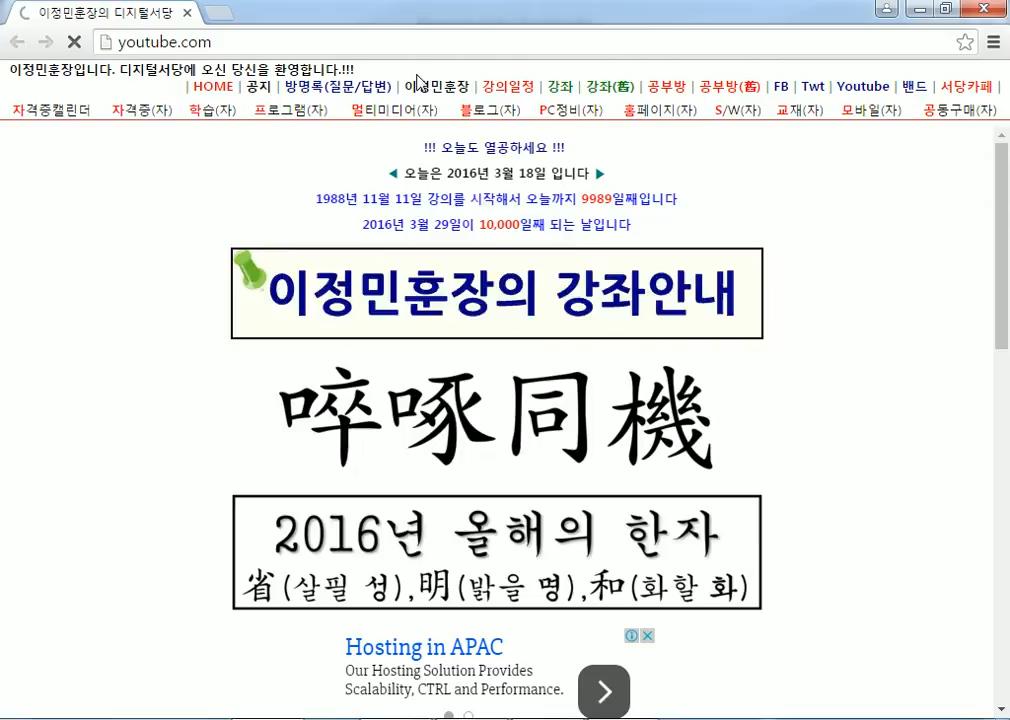 이정민훈장의 디지털서당
youtube.com
이정민훈장입니다. 디지털서당에 오신 당신을 환영합니다.!!!
| HOME | 공지 | 방명록(질문/답변) | 이정민훈장 | 강의일정 | 강좌 | 강좌(舊) | 공부방 | 공부방(舊) | FB | Twt | Youtube | 밴드 | 서당카페 |
자격증캘린더 자격증(자) 학습(자) 프로그램(자) 멀티미디어(자) 블로그(자) PC정비(자) 홈페이지(자) S/W(자) 교재(자) 모바일(자) 공동구매(자)
!!! 오늘도 열공하세요 !!!
◀ 오늘은 2016년 3월 18일 입니다 ▶
1988년 11월 11일 강의를 시작해서 오늘까지 9989일째입니다
2016년 3월 29일이 10,000일째 되는 날입니다
이정민훈장의 강좌안내
啐啄同機
2016년 올해의 한자
省(살필 성),明(밝을 명),和(화할 화)
Hosting in APAC
Our Hosting Solution Provides
Scalability, CTRL and Performance.